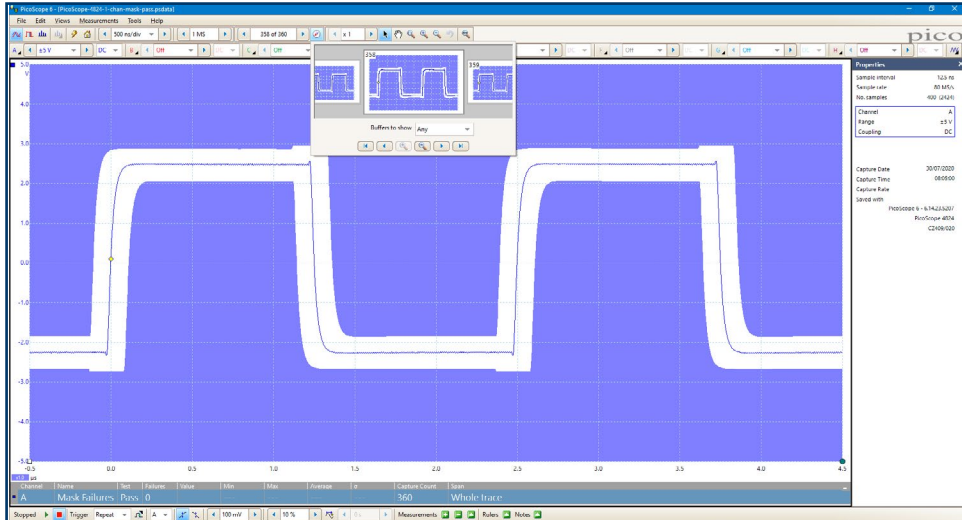 PicoScope 6 - [PicoScope-4824-1-chan-mask-pass.psdata]
File Edit Views Measurements Tools Help
500 ns/div 1 MS 358 of 360 x 1 pico
A ±5 V DC B Off C Off Off Off Off H Off
5.0
V
4.0
3.0
2.0
1.0
0.0
-1.0
-2.0
-3.0
-4.0
-5.0
358
359
Buffers to show Any
Properties
Sample interval 12.5 ns
Sample rate 80 MS/s
No. samples 400 (2424)
Channel A
Range ±5 V
Coupling DC
Capture Date 30/07/2020
Capture Time 08:05:00
Capture Rate
Saved with
PicoScope 6 - 6.14.23.5207
PicoScope 4824
CZ409/020
-0.5 0.0 0.5 1.0 1.5 2.0 2.5 3.0 3.5 4.0 4.5
x1.0 µs
Channel Name Test Failures Value Min Max Average σ Capture Count Span
A Mask Failures Pass 0 360 Whole trace
Stopped Trigger Repeat A 100 mV 10 % Measurements Rulers Notes